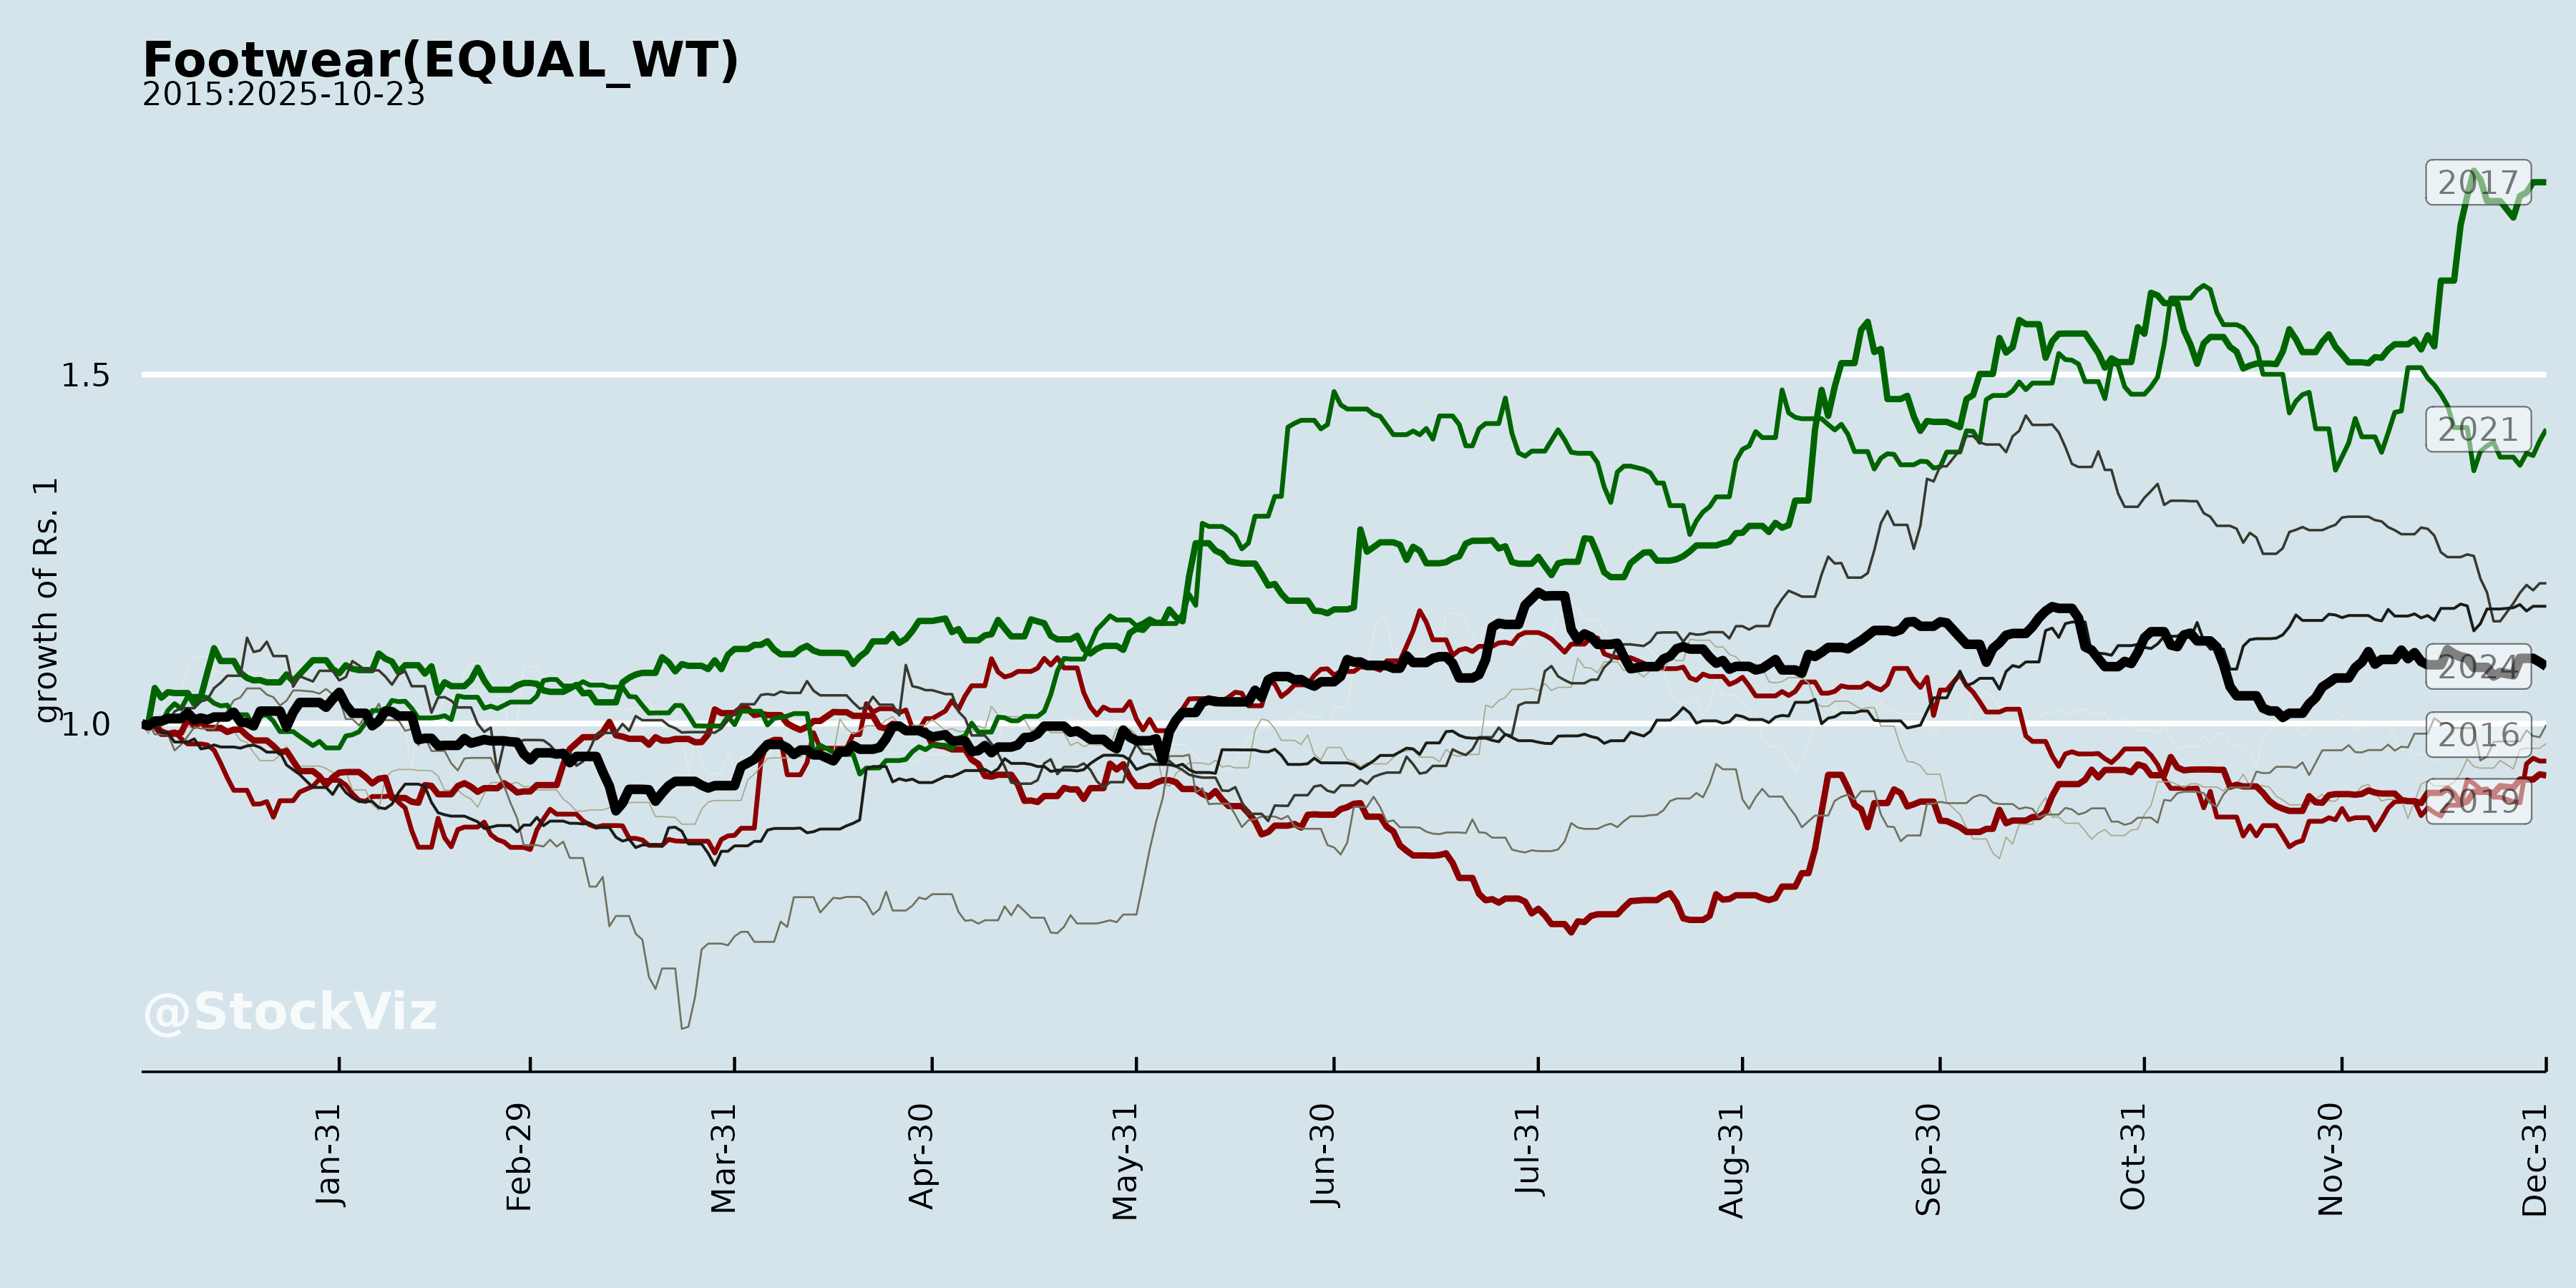 Footwear(EQUAL_WT)
2015:2025-10-23
growth of Rs. 1
1.5
1.0
2017
2021
2024
2016
2019
@StockViz
Jan-31
Feb-29
Mar-31
Apr-30
May-31
Jun-30
Jul-31
Aug-31
Sep-30
Oct-31
Nov-30
Dec-31